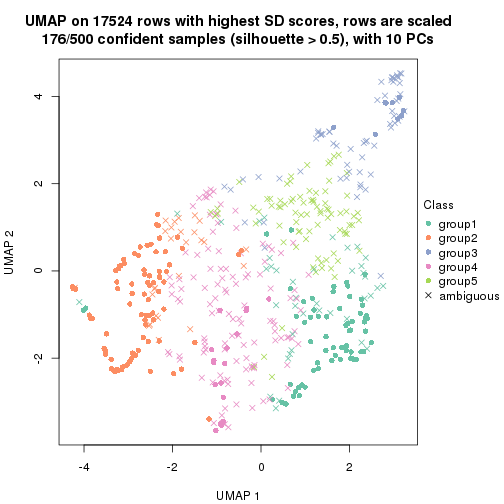 UMAP on 17524 rows with highest SD scores, rows are scaled
176/500 confident samples (silhouette > 0.5), with 10 PCs
4
2
0
-2
UMAP 2
-4
-2
0
2
UMAP 1
Class
group1
group2
group3
group4
group5
ambiguous